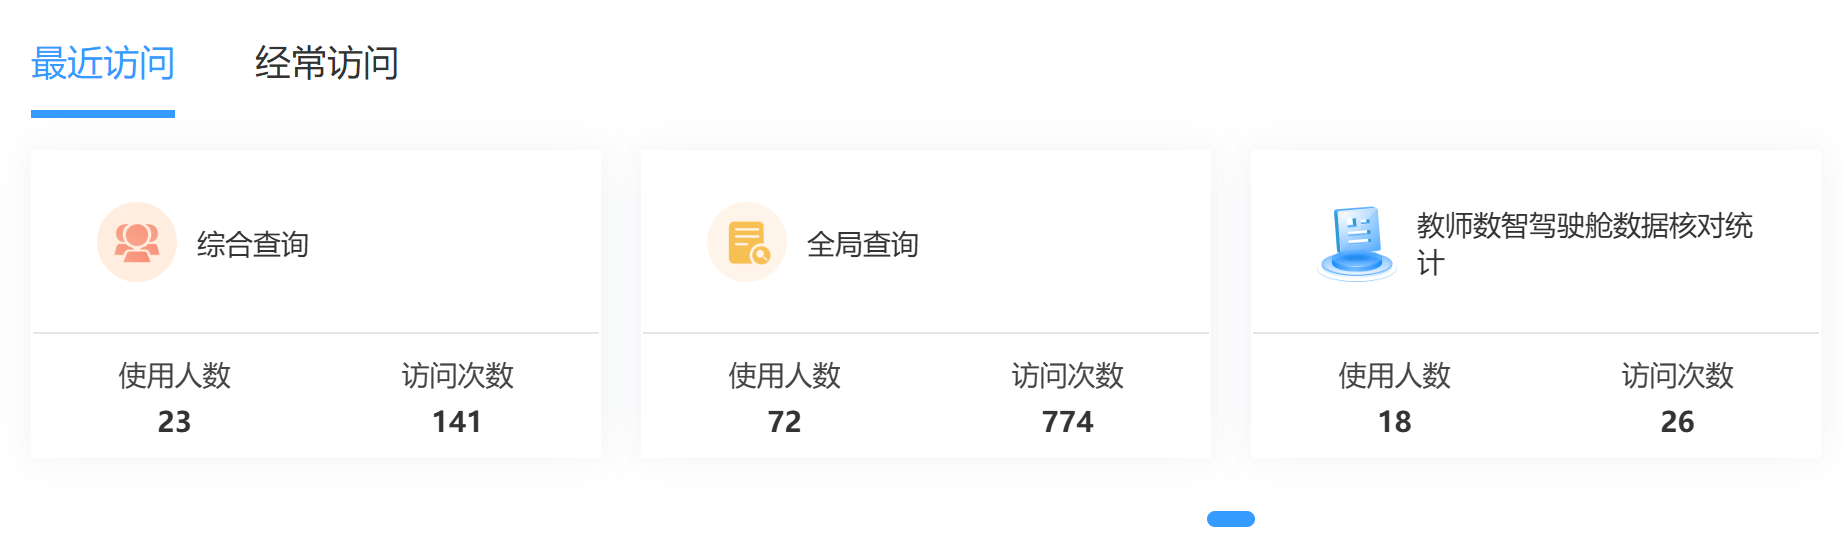 最近访问 经常访问
综合查询
使用人数 访问次数
23 141
全局查询
使用人数 访问次数
72 774
教师数智驾驶舱数据核对统
计
使用人数 访问次数
18 26